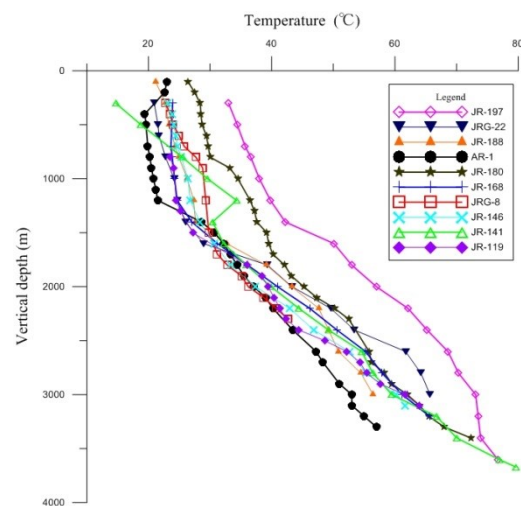 Temperature (℃)
20 40 60 80
0
1000
2000
3000
4000
Vertical depth (m)
Legend
JR-197
JRG-22
JR-188
AR-1
JR-180
JR-168
JRG-8
JR-146
JR-141
JR-119